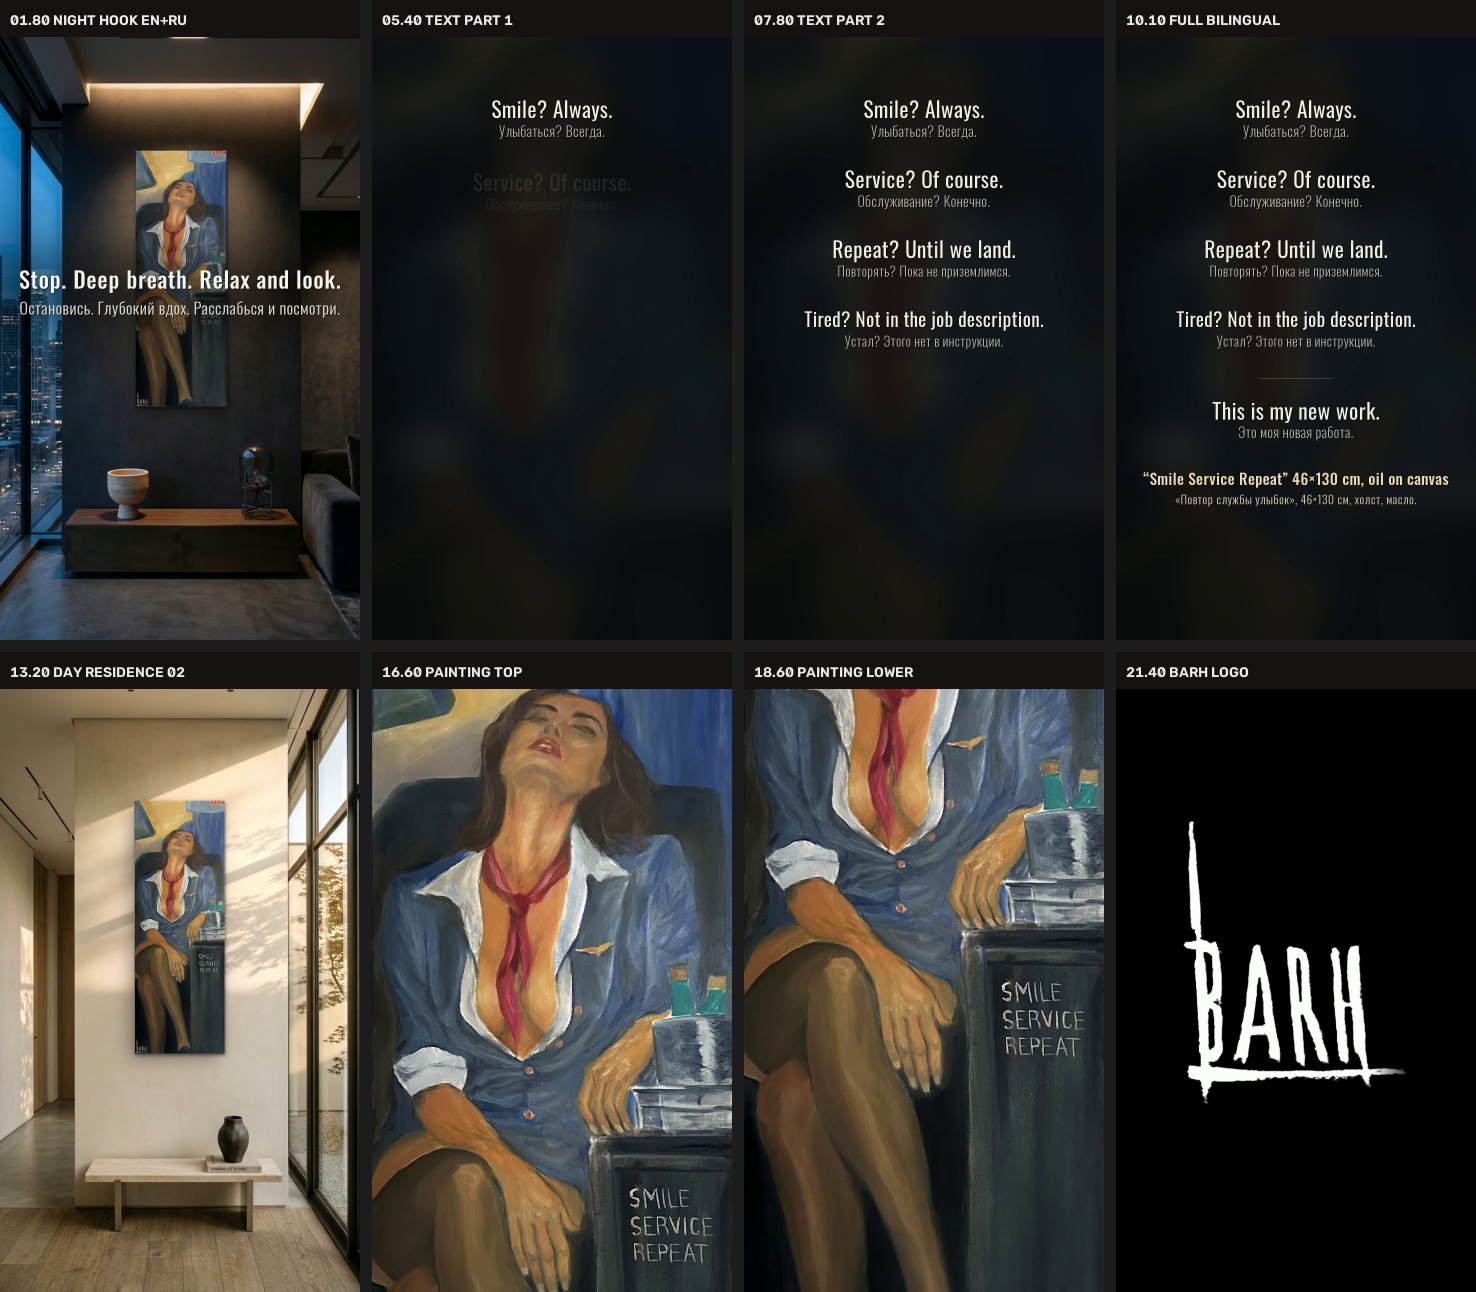 01.80 NIGHT HOOK EN+RU
Stop. Deep breath. Relax and look.
Остановись. Глубокий вдох. Расслабься и посмотри.
05.40 TEXT PART 1
Smile? Always.
Улыбаться? Всегда.
Service? Of course.
Обслуживание? Конечно.
07.80 TEXT PART 2
Smile? Always.
Улыбаться? Всегда.
Service? Of course.
Обслуживание? Конечно.
Repeat? Until we land.
Повторять? Пока не приземлимся.
Tired? Not in the job description.
Устал? Этого нет в инструкции.
10.10 FULL BILINGUAL
Smile? Always.
Улыбаться? Всегда.
Service? Of course.
Обслуживание? Конечно.
Repeat? Until we land.
Повторять? Пока не приземлимся.
Tired? Not in the job description.
Устал? Этого нет в инструкции.
This is my new work.
Это моя новая работа.
“Smile Service Repeat” 46×130 cm, oil on canvas
«Повтор службы улыбок», 46×130 см, холст, масло.
13.20 DAY RESIDENCE 02
SMILE
SERVICE
REPEAT
16.60 PAINTING TOP
SMILE
SERVICE
REPEAT
18.60 PAINTING LOWER
SMILE
SERVICE
REPEAT
21.40 BARH LOGO
BARH